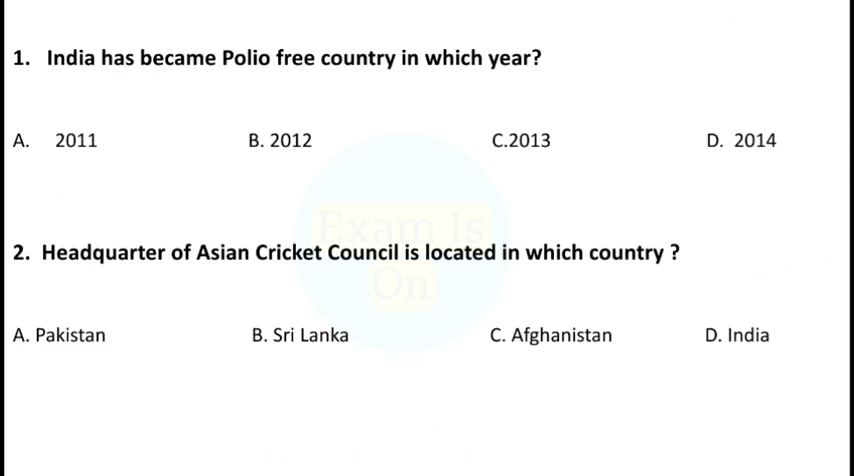 1. India has became Polio free country in which year?
A. 2011 B. 2012 C.2013 D. 2014
Exam Is
2. Headquarter of Asian Cricket Council is located in which country ?
On
A. Pakistan B. Sri Lanka C. Afghanistan D. India